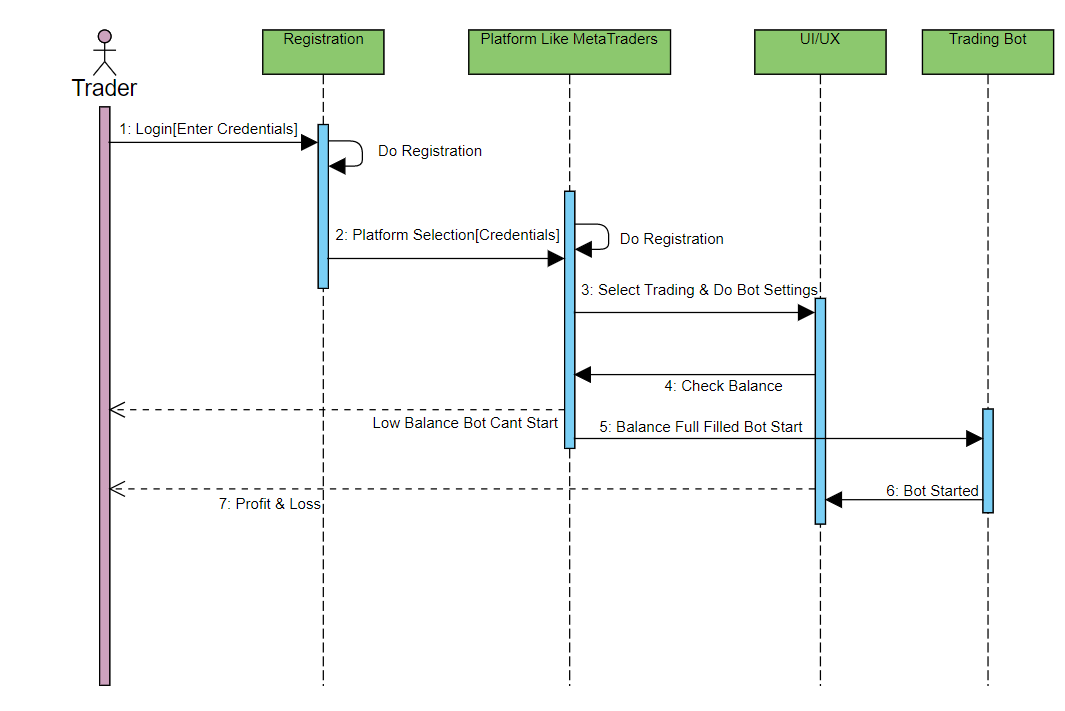 Registration
Platform Like MetaTraders
UI/UX
Trading Bot
Trader
1: Login[Enter Credentials]
Do Registration
2: Platform Selection[Credentials]
Do Registration
3: Select Trading & Do Bot Settings
4: Check Balance
Low Balance Bot Cant Start
5: Balance Full Filled Bot Start
6: Bot Started
7: Profit & Loss